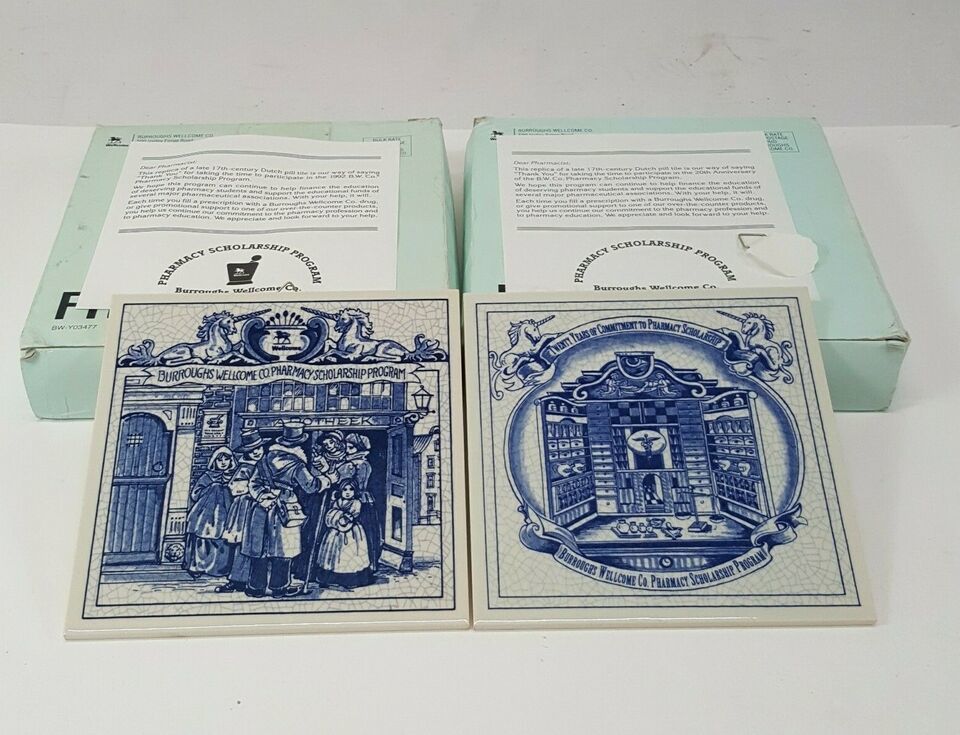 BURROUGHS WELLCOME CO.
BULK RATE
Wellcome
Dear Pharmacist:
This replica of a late 17th-century Dutch pill tile is our way of saying
"Thank You" for taking the time to participate in the 1992 B.W. Co.
Pharmacy Scholarship Program.
We hope this program can continue to help finance the education
of deserving pharmacy students and support the educational funds of
several major pharmaceutical associations. With your help, it will.
Each time you fill a prescription with a Burroughs Wellcome Co. drug,
or give promotional support to one of our over-the-counter products,
you help us continue our commitment to the pharmacy profession and
to pharmacy education. We appreciate and look forward to your help.
PHARMACY SCHOLARSHIP PROGRAM
Burroughs Wellcome Co.
BW-Y03477
BURROUGHS WELLCOME CO.
Wellcome
Dear Pharmacist:
This replica of a late 17th-century Dutch pill tile is our way of saying
"Thank You" for taking the time to participate in the 20th Anniversary
of the B.W. Co. Pharmacy Scholarship Program.
We hope this program can continue to help finance the education
of deserving pharmacy students and support the educational funds of
several major pharmaceutical associations. With your help, it will.
Each time you fill a prescription with a Burroughs Wellcome Co. drug,
or give promotional support to one of our over-the-counter products,
you help us continue our commitment to the pharmacy profession and
to pharmacy education. We appreciate and look forward to your help.
PHARMACY SCHOLARSHIP PROGRAM
Burroughs Wellcome Co.
Wellcome
BURROUGHS WELLCOME CO. PHARMACY SCHOLARSHIP PROGRAM
THEEK
TWENTY YEARS OF COMMITMENT TO PHARMACY SCHOLARSHIP
BURROUGHS WELLCOME CO. PHARMACY SCHOLARSHIP PROGRAM